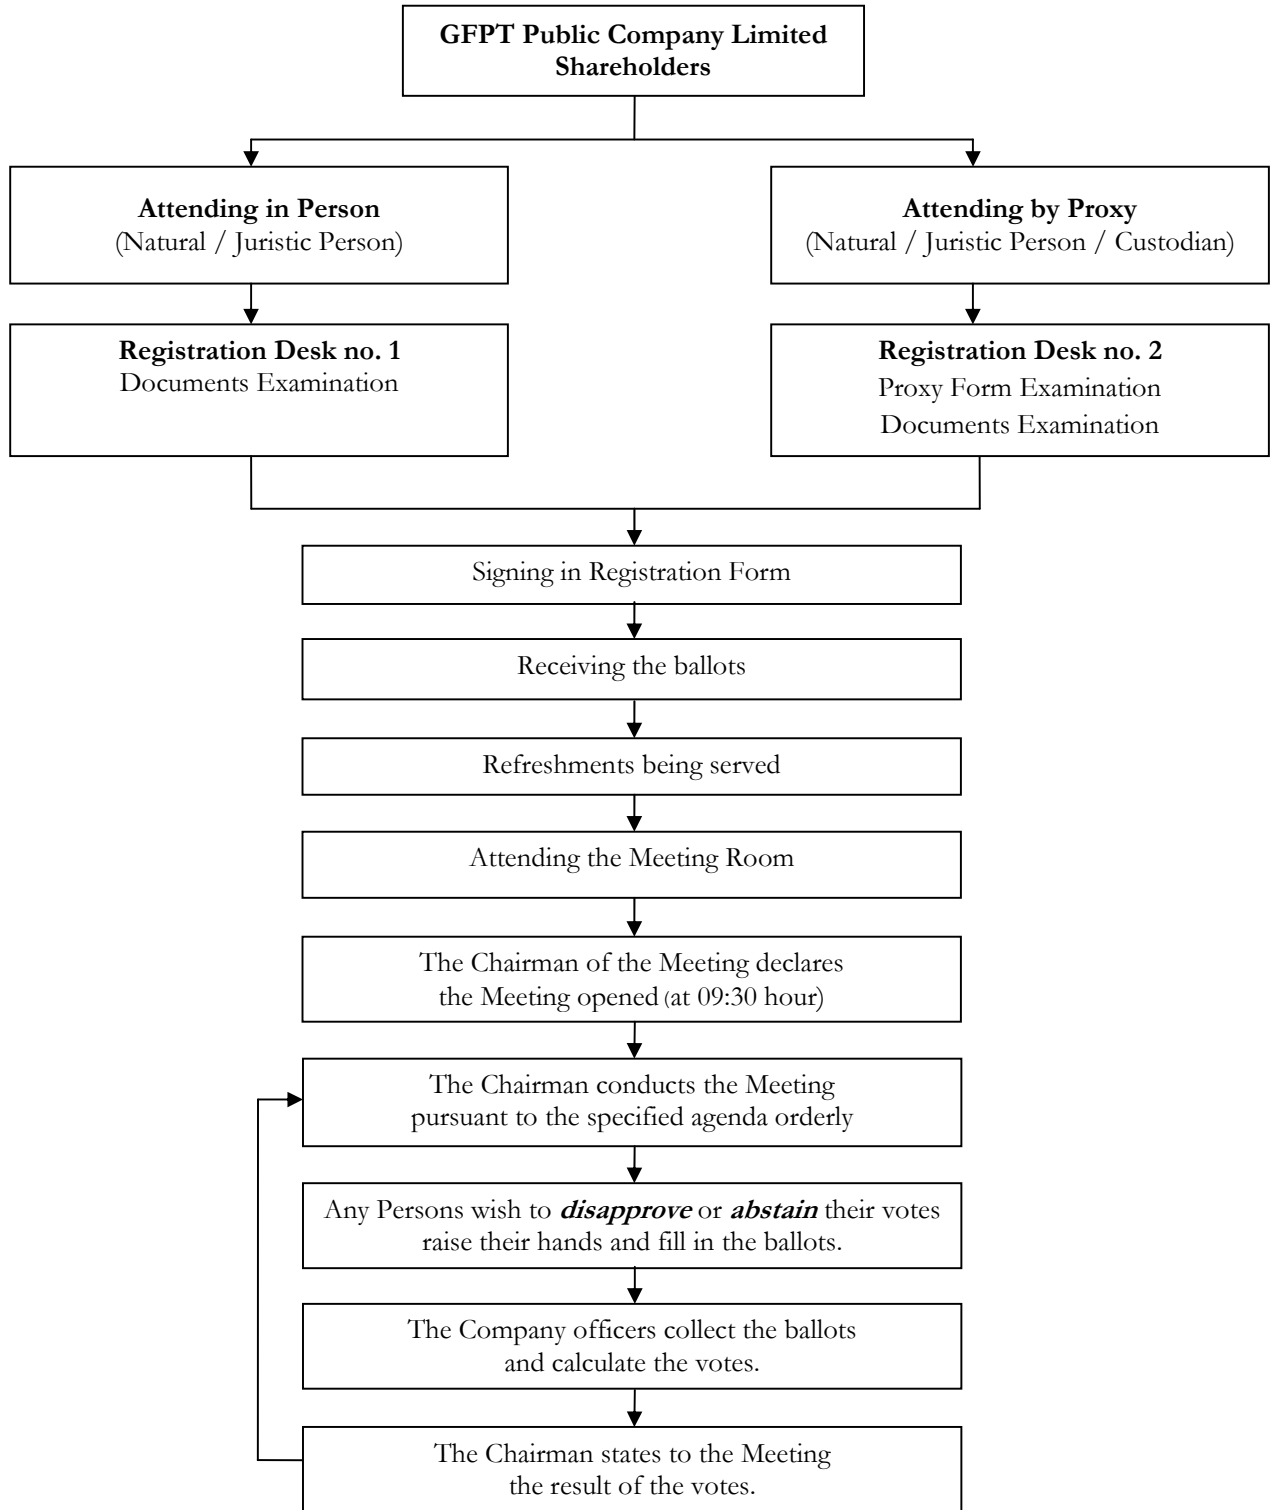 GFPT Public Company Limited
Shareholders
Attending in Person
(Natural / Juristic Person)
Attending by Proxy
(Natural / Juristic Person / Custodian)
Registration Desk no. 1
Documents Examination
Registration Desk no. 2
Proxy Form Examination
Documents Examination
Signing in Registration Form
Receiving the ballots
Refreshments being served
Attending the Meeting Room
The Chairman of the Meeting declares
the Meeting opened (at 09:30 hour)
The Chairman conducts the Meeting
pursuant to the specified agenda orderly
Any Persons wish to disapprove or abstain their votes
raise their hands and fill in the ballots.
The Company officers collect the ballots
and calculate the votes.
The Chairman states to the Meeting
the result of the votes.